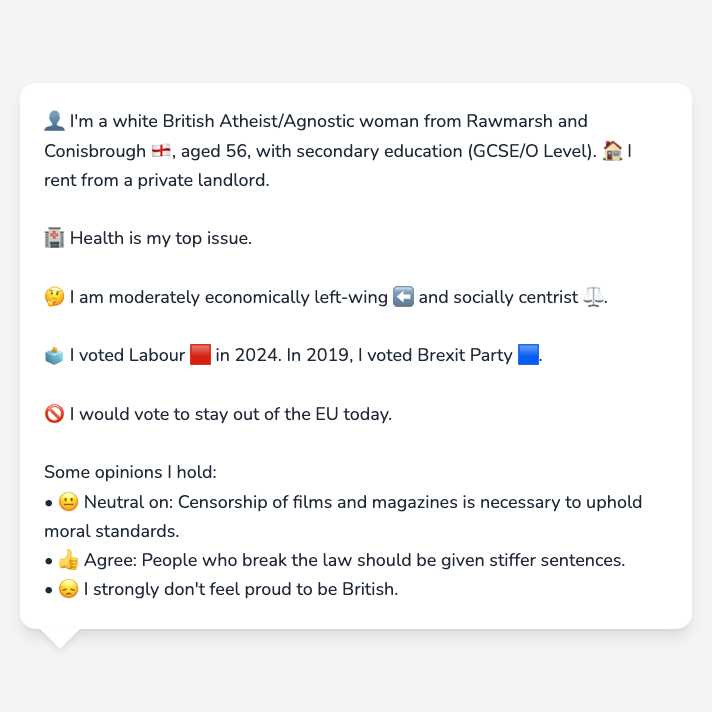 👤 I'm a white British Atheist/Agnostic woman from Rawmarsh and
Conisbrough 🏴󠁧󠁢󠁥󠁮󠁧󠁿, aged 56, with secondary education (GCSE/O Level). 🏠 I
rent from a private landlord.
🏥 Health is my top issue.
🤔 I am moderately economically left-wing ⬅️ and socially centrist ⚖️.
🗳️ I voted Labour 🟥 in 2024. In 2019, I voted Brexit Party 🟦.
🚫 I would vote to stay out of the EU today.
Some opinions I hold:
• 😐 Neutral on: Censorship of films and magazines is necessary to uphold
moral standards.
• 👍 Agree: People who break the law should be given stiffer sentences.
• 😞 I strongly don't feel proud to be British.